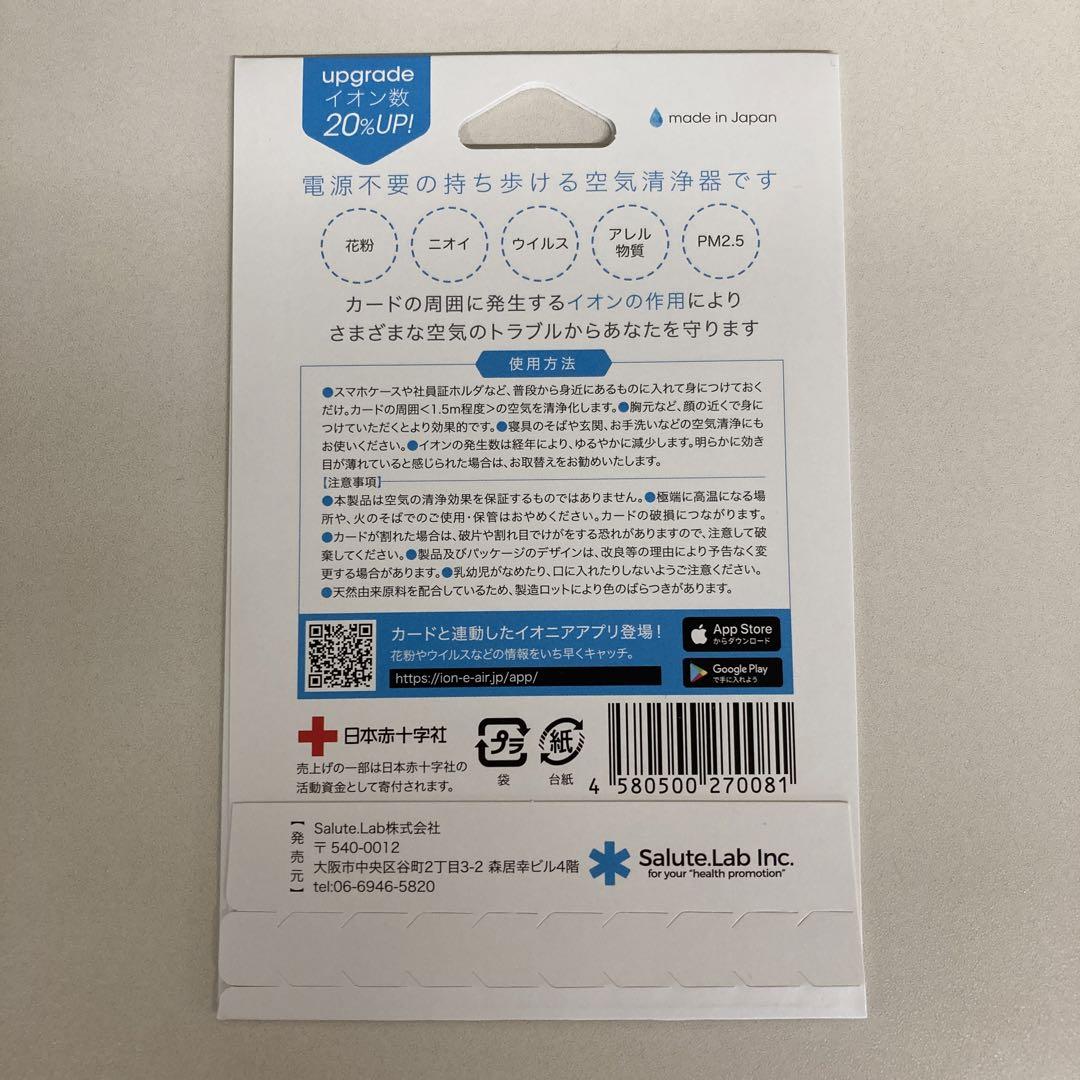 upgrade
イオン数
20%UP!
made in Japan
電源不要の持ち歩ける空気清浄器です
花粉
ニオイ
ウイルス
アレル
物質
PM2.5
カードの周囲に発生するイオンの作用により
さまざまな空気のトラブルからあなたを守ります
使用方法
●スマホケースや社員証ホルダなど、普段から身近にあるものに入れて身につけておく
だけ。カードの周囲<1.5m程度>の空気を清浄化します。●胸元など、顔の近くで身に
つけていただくとより効果的です。●寝具のそばや玄関、お手洗いなどの空気清浄にも
お使いください。●イオンの発生数は経年により、ゆるやかに減少します。明らかに効き
目が薄れていると感じられた場合は、お取替えをお勧めいたします。
【注意事項】
●本製品は空気の清浄効果を保証するものではありません。●極端に高温になる場
所や、火のそばでのご使用・保管はおやめください。カードの破損につながります。
●カードが割れた場合は、破片や割れ目でけがをする恐れがありますので、注意して破
棄してください。●製品及びパッケージのデザインは、改良等の理由により予告なく変
更する場合があります。●乳幼児がなめたり、口に入れたりしないようご注意ください。
●天然由来原料を配合しているため、製造ロットにより色のばらつきがあります。
カードと連動したイオニアアプリ登場!
花粉やウイルスなどの情報をいち早くキャッチ。
https://ion-e-air.jp/app/
App Store
からダウンロード
Google Play
で手に入れよう
日本赤十字社
売上げの一部は日本赤十字社の
活動資金として寄付されます。
プラ
袋
紙
台紙
4 580500 270081
【発売元】
Salute.Lab株式会社
〒540-0012
大阪市中央区谷町2丁目3-2 森居幸ビル4階
tel:06-6946-5820
Salute.Lab Inc.
for your "health promotion"